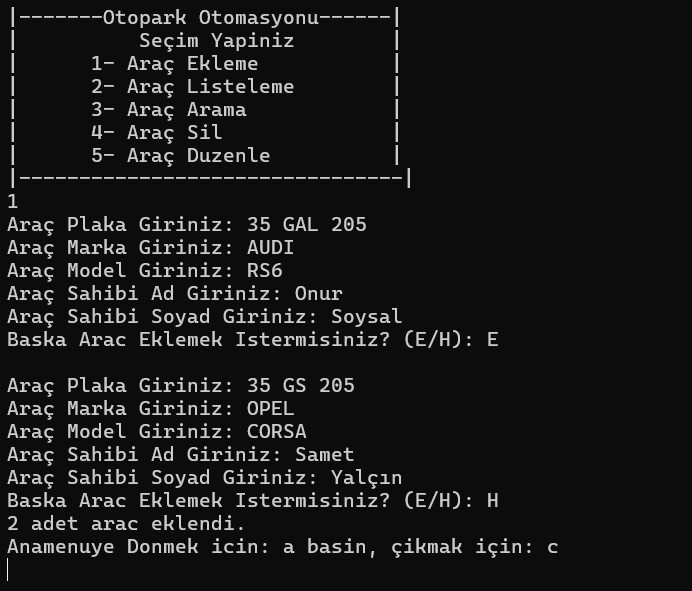 |-------Otopark Otomasyonu------|
|          Seçim Yapiniz        |
|      1- Araç Ekleme           |
|      2- Araç Listeleme        |
|      3- Araç Arama            |
|      4- Araç Sil              |
|      5- Araç Duzenle          |
|--------------------------------|
1
Araç Plaka Giriniz: 35 GAL 205
Araç Marka Giriniz: AUDI
Araç Model Giriniz: RS6
Araç Sahibi Ad Giriniz: Onur
Araç Sahibi Soyad Giriniz: Soysal
Baska Arac Eklemek Istermisiniz? (E/H): E

Araç Plaka Giriniz: 35 GS 205
Araç Marka Giriniz: OPEL
Araç Model Giriniz: CORSA
Araç Sahibi Ad Giriniz: Samet
Araç Sahibi Soyad Giriniz: Yalçın
Baska Arac Eklemek Istermisiniz? (E/H): H
2 adet arac eklendi.
Anamenuye Donmek icin: a basin, çikmak için: c